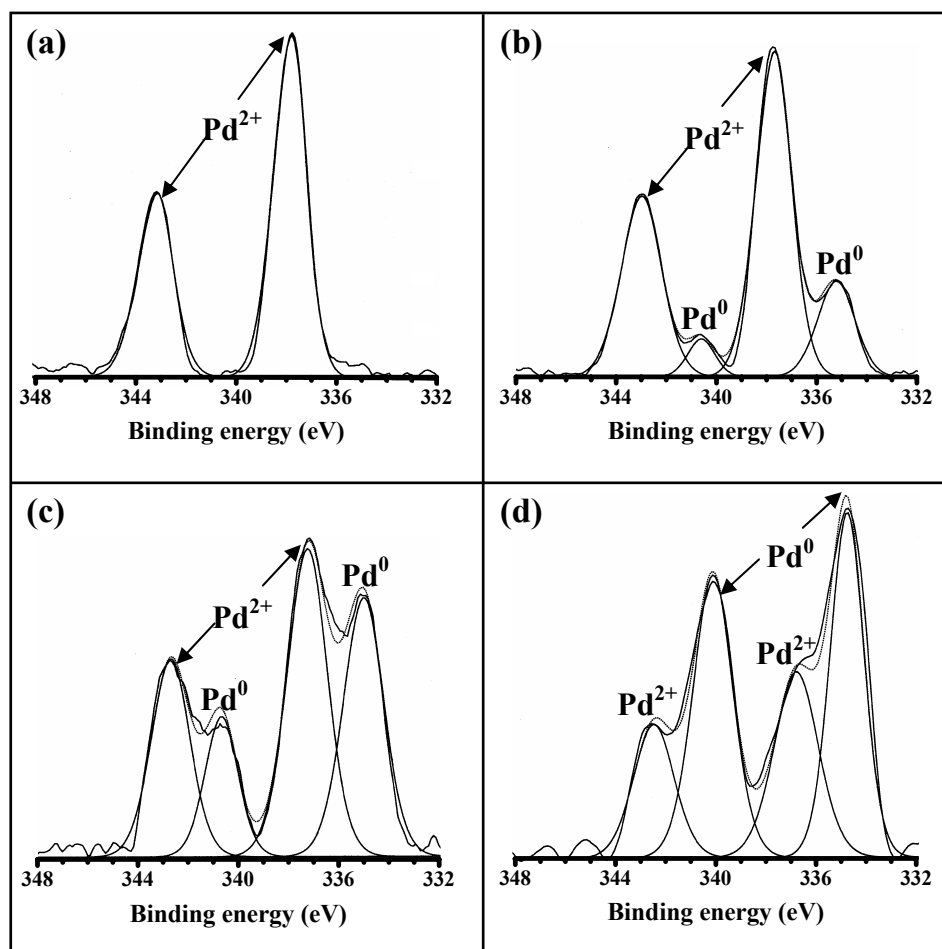 (a)
Pd²⁺
348 344 340 336 332
Binding energy (eV)
(b)
Pd²⁺
Pd⁰
Pd⁰
348 344 340 336 332
Binding energy (eV)
(c)
Pd⁰
Pd²⁺
Pd⁰
348 344 340 336 332
Binding energy (eV)
(d)
Pd⁰
Pd²⁺
Pd²⁺
348 344 340 336 332
Binding energy (eV)